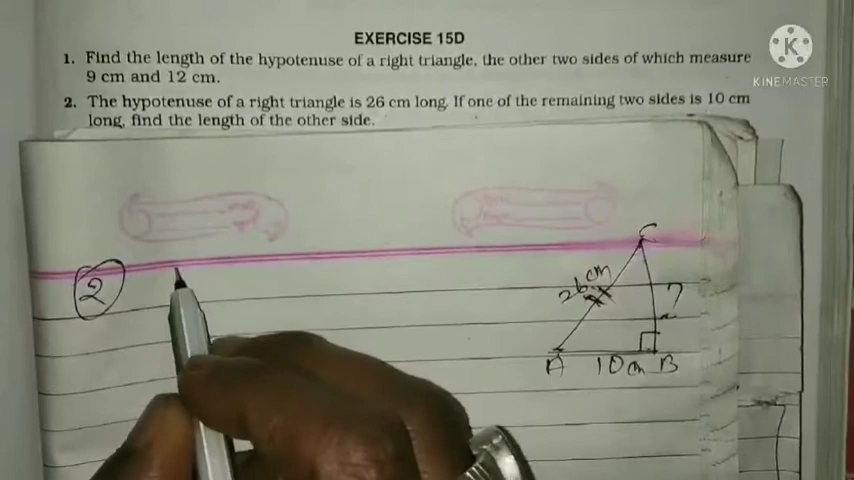 EXERCISE 15D
1. Find the length of the hypotenuse of a right triangle, the other two sides of which measure
9 cm and 12 cm.
K
KINEMASTER
2. The hypotenuse of a right triangle is 26 cm long. If one of the remaining two sides is 10 cm
long, find the length of the other side.
C
2
26 cm
?
A 10 cm B